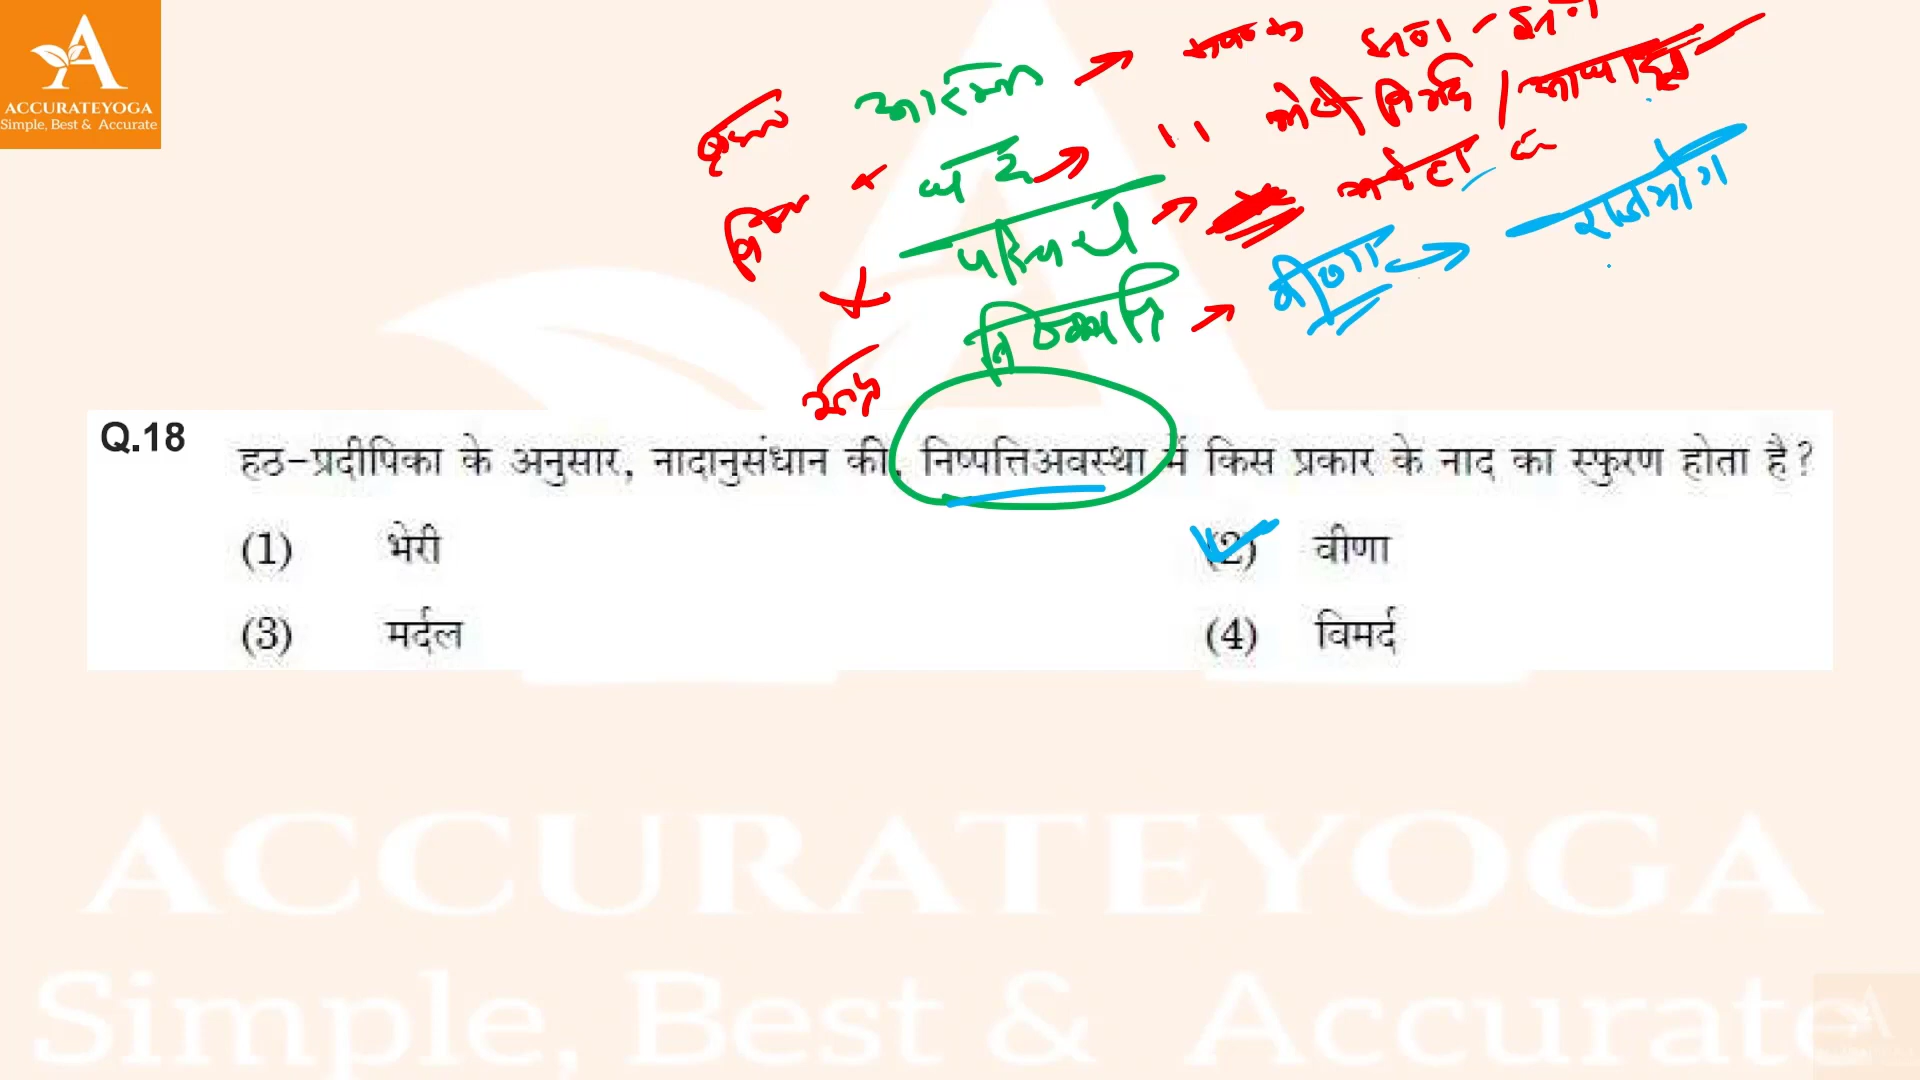 ACCURATEYOGA
Simple, Best & Accurate
आरम्भ
घट
परिचय
निष्पत्ति
वीणा
राजयोग
Q.18
हठ-प्रदीपिका के अनुसार, नादानुसंधान की, निष्पत्तिअवस्था में किस प्रकार के नाद का स्फुरण होता है?
(1) भेरी
(2) वीणा
(3) मर्दल
(4) विमर्द
ACCURATEYOGA
Simple, Best & Accurate